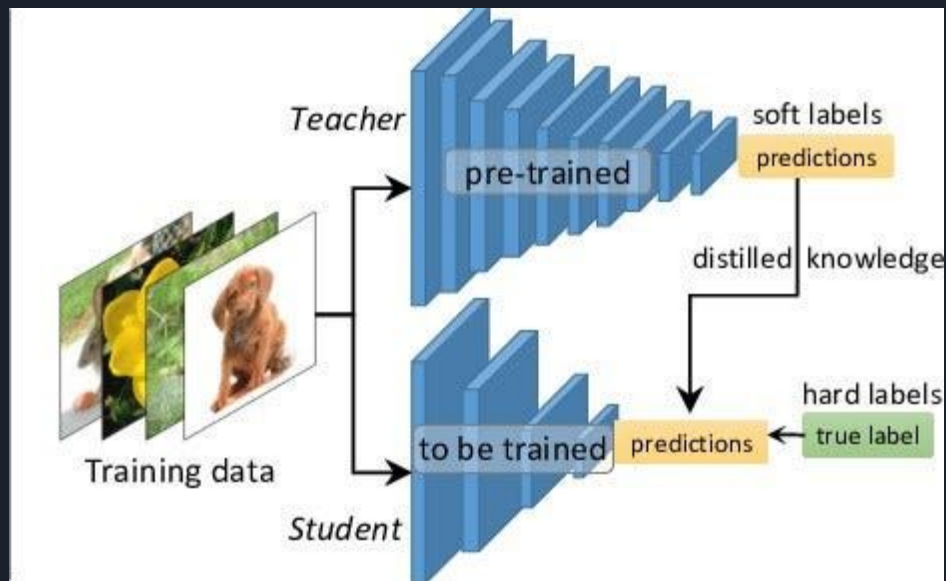 Teacher
soft labels
predictions
pre-trained
distilled knowledge
Training data
hard labels
true label
to be trained
predictions
Student